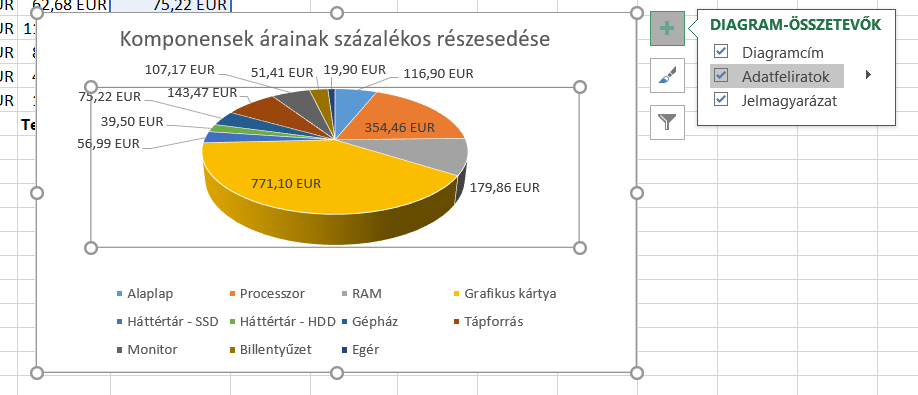 62,68 EUR 75,22 EUR
Komponensek árainak százalékos részesedése
107,17 EUR 51,41 EUR 19,90 EUR 116,90 EUR
75,22 EUR 143,47 EUR
39,50 EUR 354,46 EUR
56,99 EUR
771,10 EUR 179,86 EUR
Alaplap Processzor RAM Grafikus kártya
Háttértár - SSD Háttértár - HDD Gépház Tápforrás
Monitor Billentyűzet Egér
DIAGRAM-ÖSSZETEVŐK
Diagramcím
Adatfeliratok
Jelmagyarázat